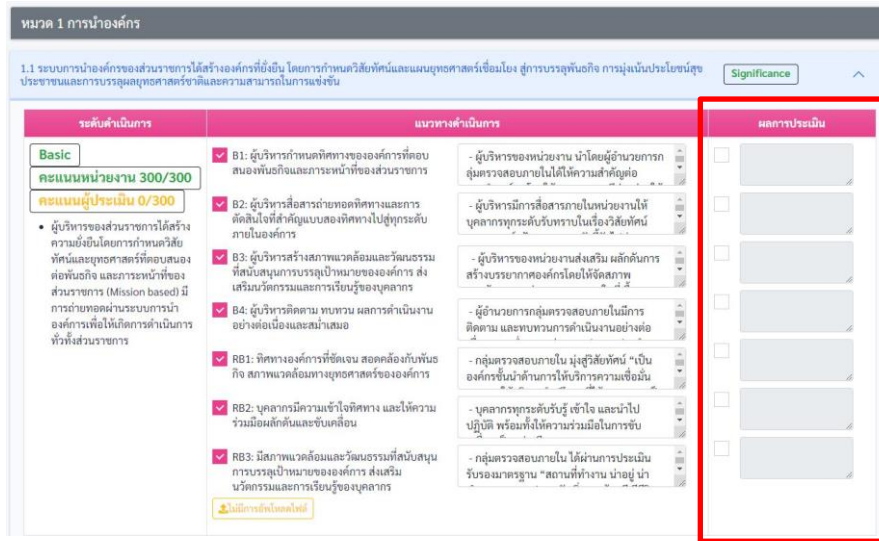 หมวด 1 การนำองค์กร
1.1 ระบบการนำองค์กรของส่วนราชการได้สร้างองค์กรที่ยั่งยืน โดยการกำหนดวิสัยทัศน์และแผนยุทธศาสตร์เชื่อมโยง สู่การบรรลุพันธกิจ การมุ่งเน้นประโยชน์สุข
ประชาชนและการบรรลุผลยุทธศาสตร์ชาติและความสามารถในการแข่งขัน
Significance
ระดับดำเนินการ
แนวทางดำเนินการ
ผลการประเมิน
Basic
คะแนนหน่วยงาน 300/300
คะแนนผู้ประเมิน 0/300
ผู้บริหารของส่วนราชการได้สร้าง
ความยั่งยืนโดยการกำหนดวิสัย
ทัศน์และยุทธศาสตร์ที่ตอบสนอง
ต่อพันธกิจ และภาระหน้าที่ของ
ส่วนราชการ (Mission based) มี
การถ่ายทอดผ่านระบบการนำ
องค์การเพื่อให้เกิดการดำเนินการ
ทั่วทั้งส่วนราชการ
B1: ผู้บริหารกำหนดทิศทางขององค์การที่ตอบ
สนองพันธกิจและภาระหน้าที่ของส่วนราชการ
- ผู้บริหารของหน่วยงาน นำโดยผู้อำนวยการก
ลุ่มตรวจสอบภายในได้ให้ความสำคัญต่อ
B2: ผู้บริหารสื่อสารถ่ายทอดทิศทางและการ
ตัดสินใจที่สำคัญแบบสองทิศทางไปสู่ทุกระดับ
ภายในองค์การ
- ผู้บริหารมีการสื่อสารภายในหน่วยงานให้
บุคลากรทุกระดับรับทราบในเรื่องวิสัยทัศน์
B3: ผู้บริหารสร้างสภาพแวดล้อมและวัฒนธรรม
ที่สนับสนุนการบรรลุเป้าหมายขององค์การ ส่ง
เสริมนวัตกรรมและการเรียนรู้ของบุคลากร
- ผู้บริหารของหน่วยงานส่งเสริม ผลักดันการ
สร้างบรรยากาศองค์กรโดยให้จัดสภาพ
B4: ผู้บริหารติดตาม ทบทวน ผลการดำเนินงาน
อย่างต่อเนื่องและสม่ำเสมอ
- ผู้อำนวยการกลุ่มตรวจสอบภายในมีการ
ติดตาม และทบทวนการดำเนินงานอย่างต่อ
RB1: ทิศทางองค์การที่ชัดเจน สอดคล้องกับพันธ
กิจ สภาพแวดล้อมทางยุทธศาสตร์ขององค์การ
- กลุ่มตรวจสอบภายใน มุ่งสู่วิสัยทัศน์ "เป็น
องค์กรชั้นนำด้านการให้บริการความเชื่อมั่น
RB2: บุคลากรมีความเข้าใจทิศทาง และให้ความ
ร่วมมือผลักดันและขับเคลื่อน
- บุคลากรทุกระดับรับรู้ เข้าใจ และนำไป
ปฏิบัติ พร้อมทั้งให้ความร่วมมือในการขับ
RB3: มีสภาพแวดล้อมและวัฒนธรรมที่สนับสนุน
การบรรลุเป้าหมายขององค์การ ส่งเสริม
นวัตกรรมและการเรียนรู้ของบุคลากร
- กลุ่มตรวจสอบภายใน ได้ผ่านการประเมิน
รับรองมาตรฐาน "สถานที่ทำงาน น่าอยู่ น่า
ไม่มีการอัพโหลดไฟล์